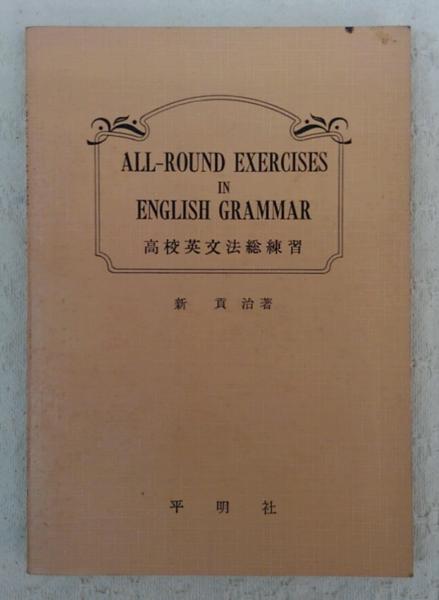 ALL-ROUND EXERCISES
IN
ENGLISH GRAMMAR
高校英文法総練習
新 貢 治著
平明社